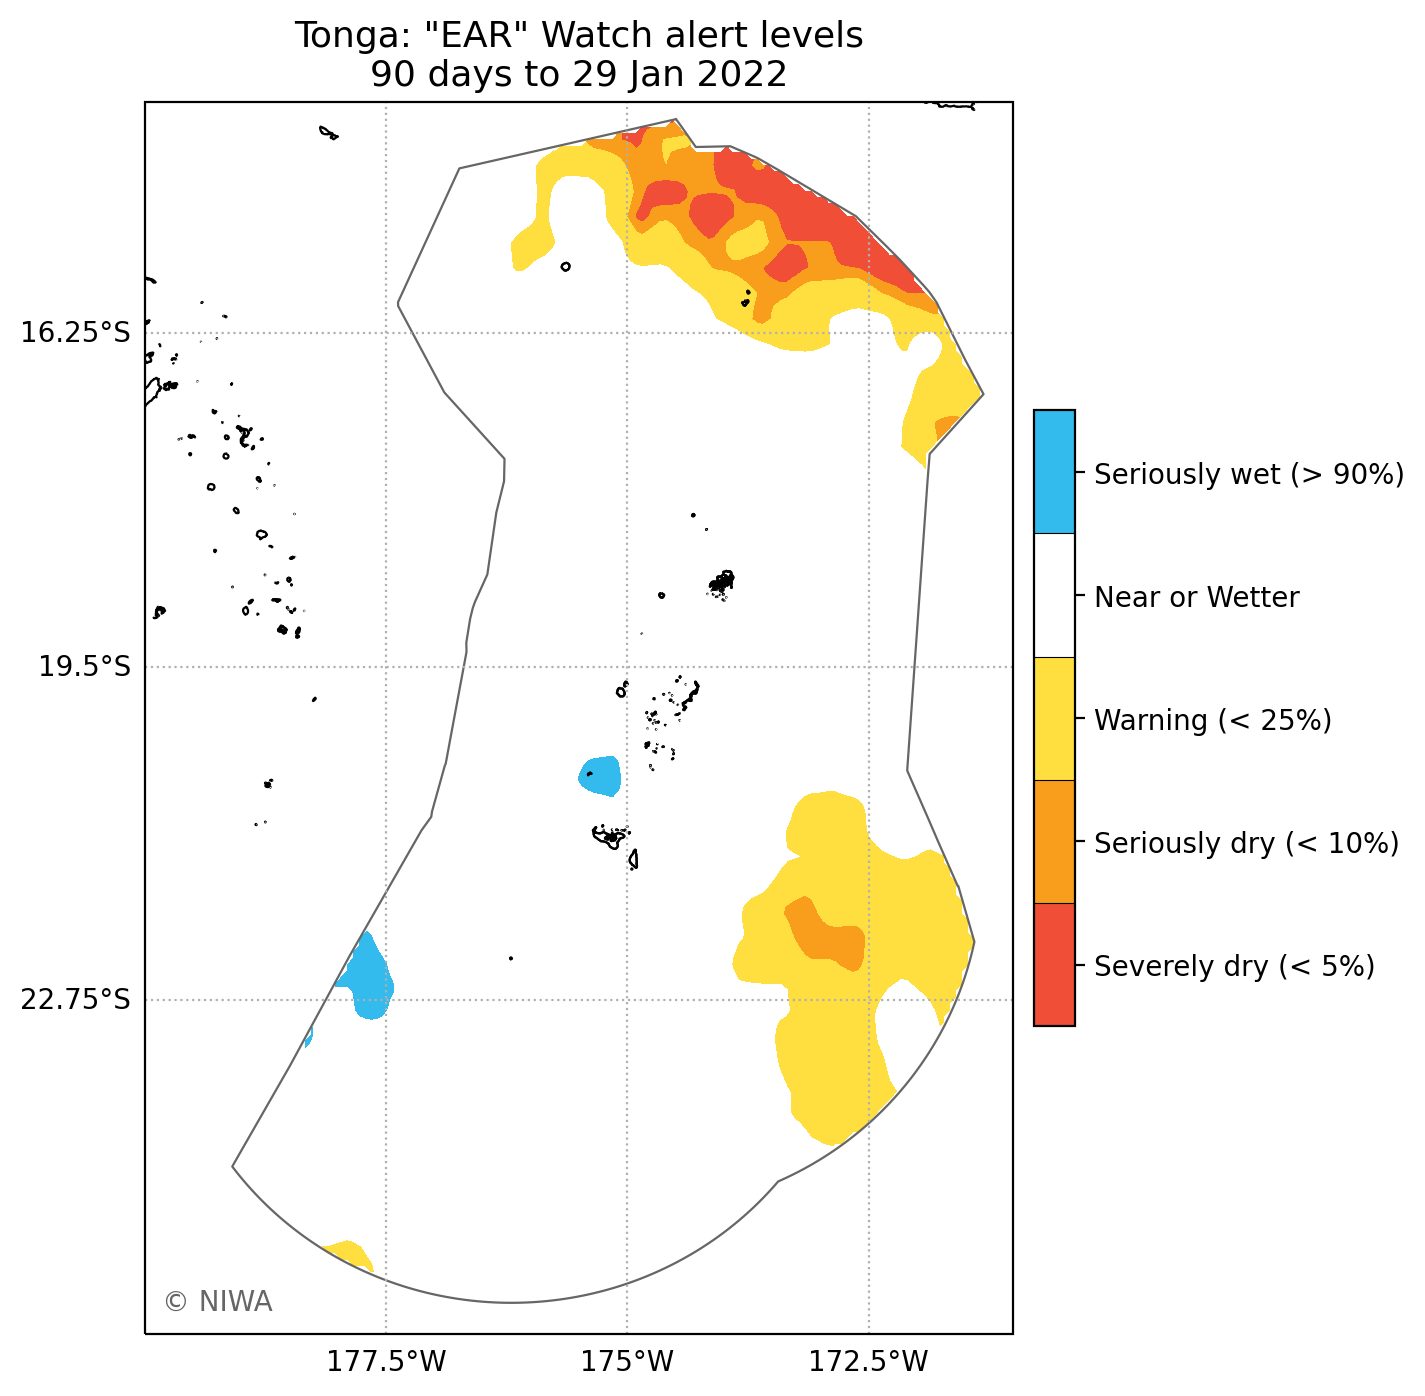 Tonga: "EAR" Watch alert levels
90 days to 29 Jan 2022
16.25°S
19.5°S
22.75°S
177.5°W
175°W
172.5°W
Seriously wet (> 90%)
Near or Wetter
Warning (< 25%)
Seriously dry (< 10%)
Severely dry (< 5%)
© NIWA